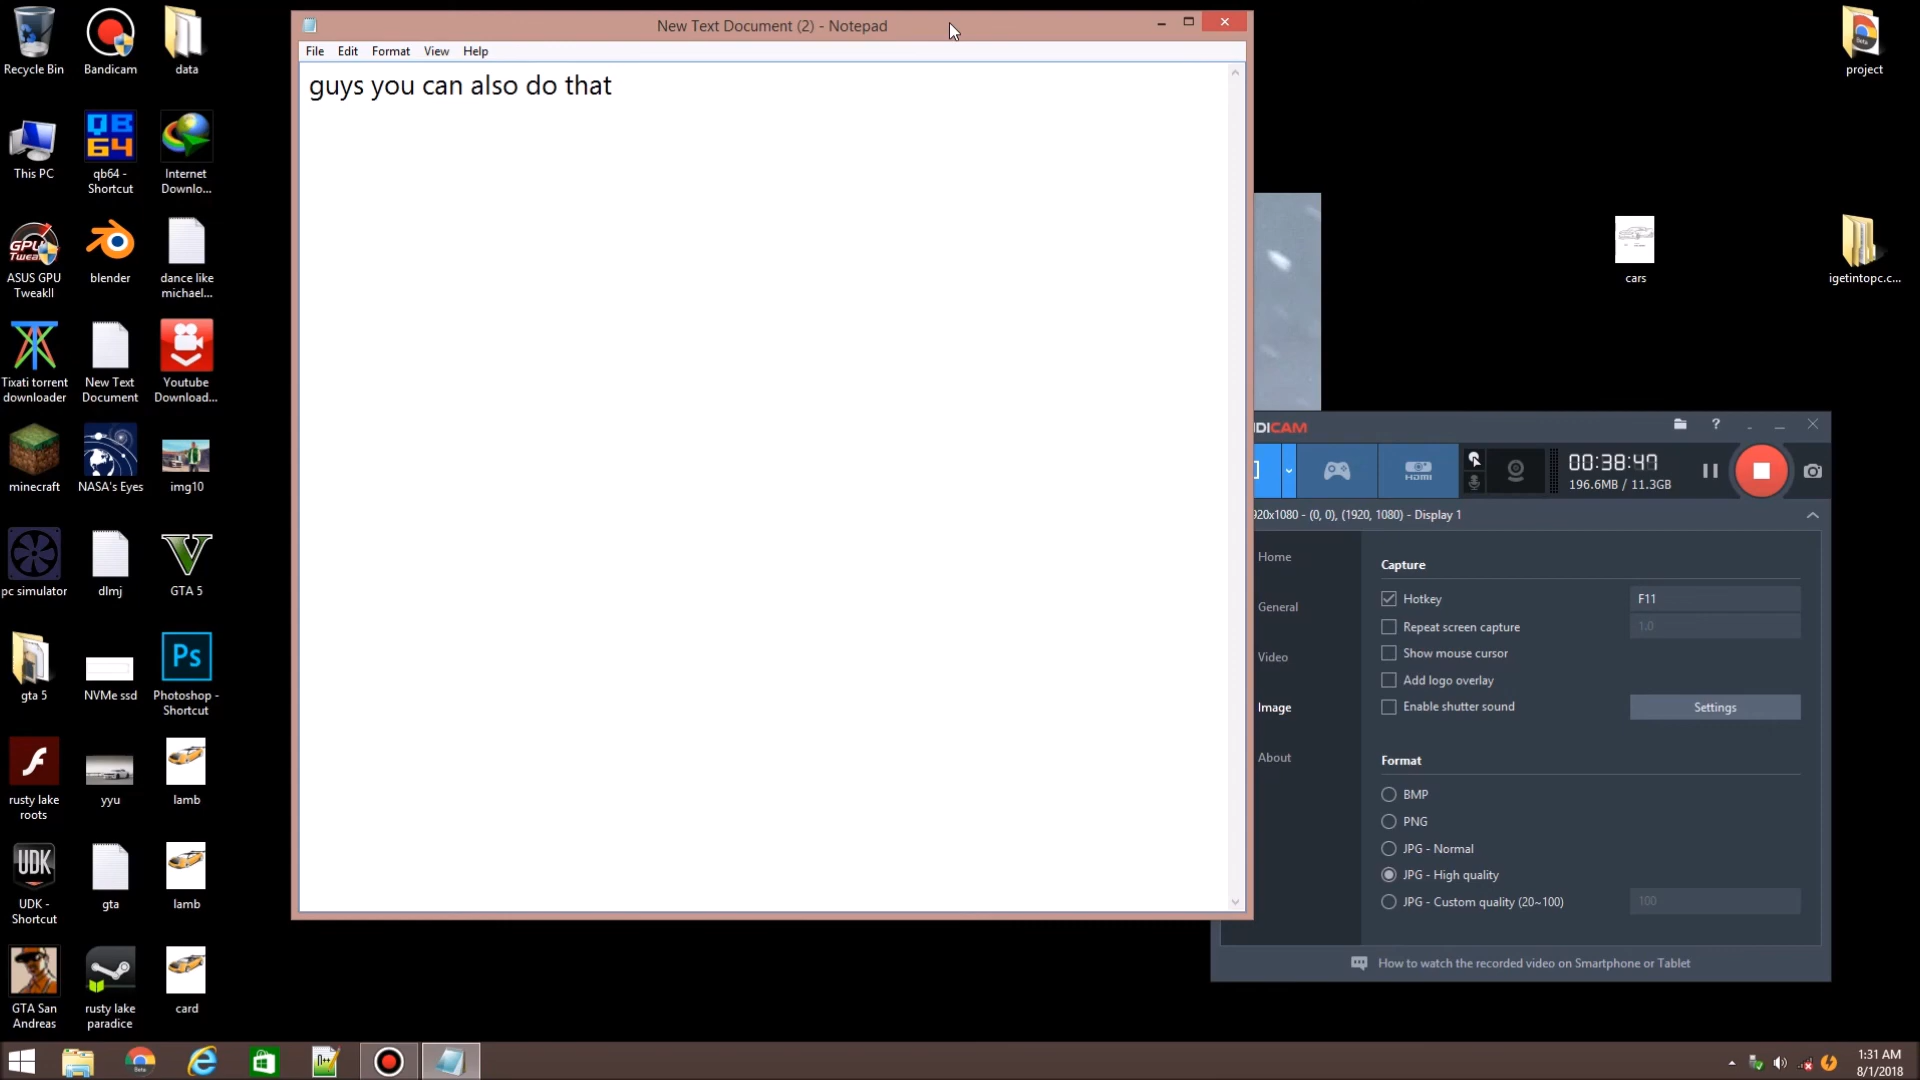 New Text Document (2) - Notepad
File Edit Format View Help
guys you can also do that
Recycle Bin
Bandicam
data
This PC
qb64 -
Shortcut
Internet
Downlo...
ASUS GPU
TweakII
blender
dance like
michael...
Tixati torrent
downloader
New Text
Document
Youtube
Download...
minecraft
NASA's Eyes
img10
pc simulator
dlmj
GTA 5
gta 5
NVMe ssd
Photoshop -
Shortcut
rusty lake
roots
yyu
lamb
UDK -
Shortcut
gta
lamb
GTA San
Andreas
rusty lake
paradice
card
project
cars
igetintopc.c...
DICAM
HDMI
00:38:47
196.6MB / 11.3GB
920x1080 - (0, 0), (1920, 1080) - Display 1
Home
General
Video
Image
About
Capture
Hotkey F11
Repeat screen capture 1.0
Show mouse cursor
Add logo overlay
Enable shutter sound Settings
Format
BMP
PNG
JPG - Normal
JPG - High quality
JPG - Custom quality (20~100) 100
How to watch the recorded video on Smartphone or Tablet
1:31 AM
8/1/2018